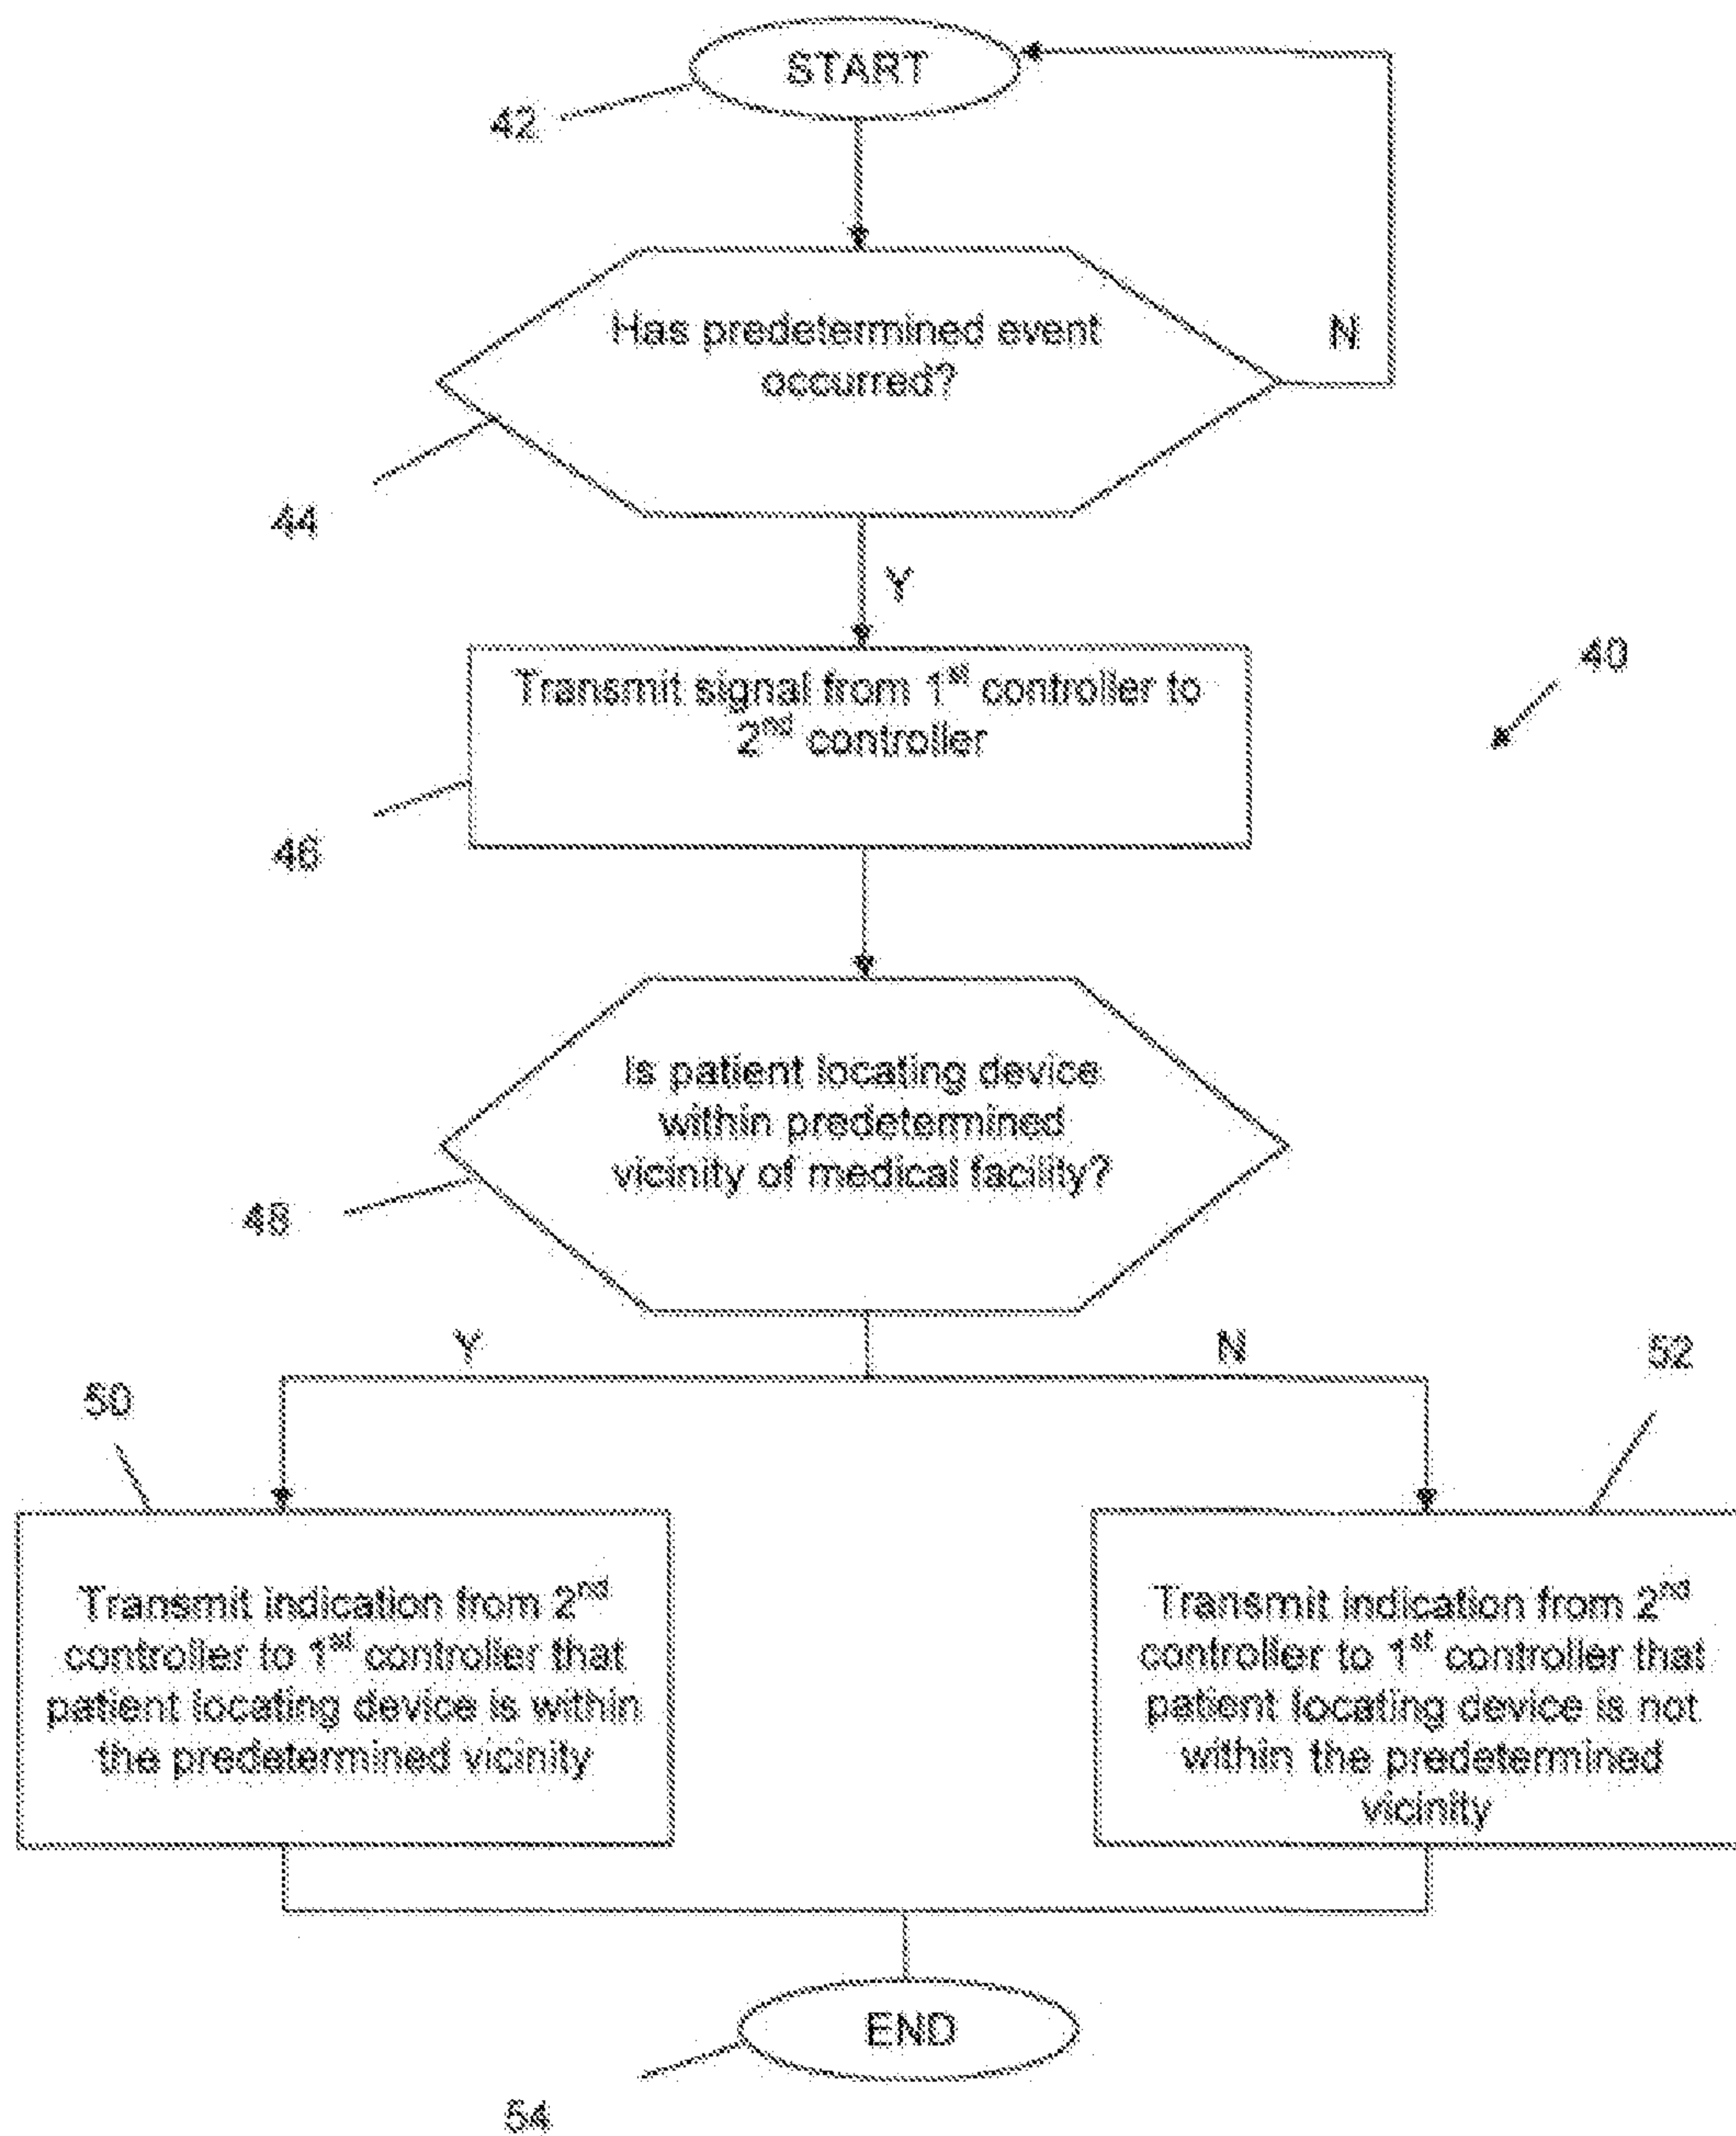 START
42
Has predetermined event
occurred?
N
44
Y
Transmit signal from 1st controller to
2nd controller
40
46
Is patient locating device
within predetermined
vicinity of medical facility?
48
Y
N
52
50
Transmit indication from 2nd
controller to 1st controller that
patient locating device is within
the predetermined vicinity
Transmit indication from 2nd
controller to 1st controller that
patient locating device is not
within the predetermined
vicinity
END
54